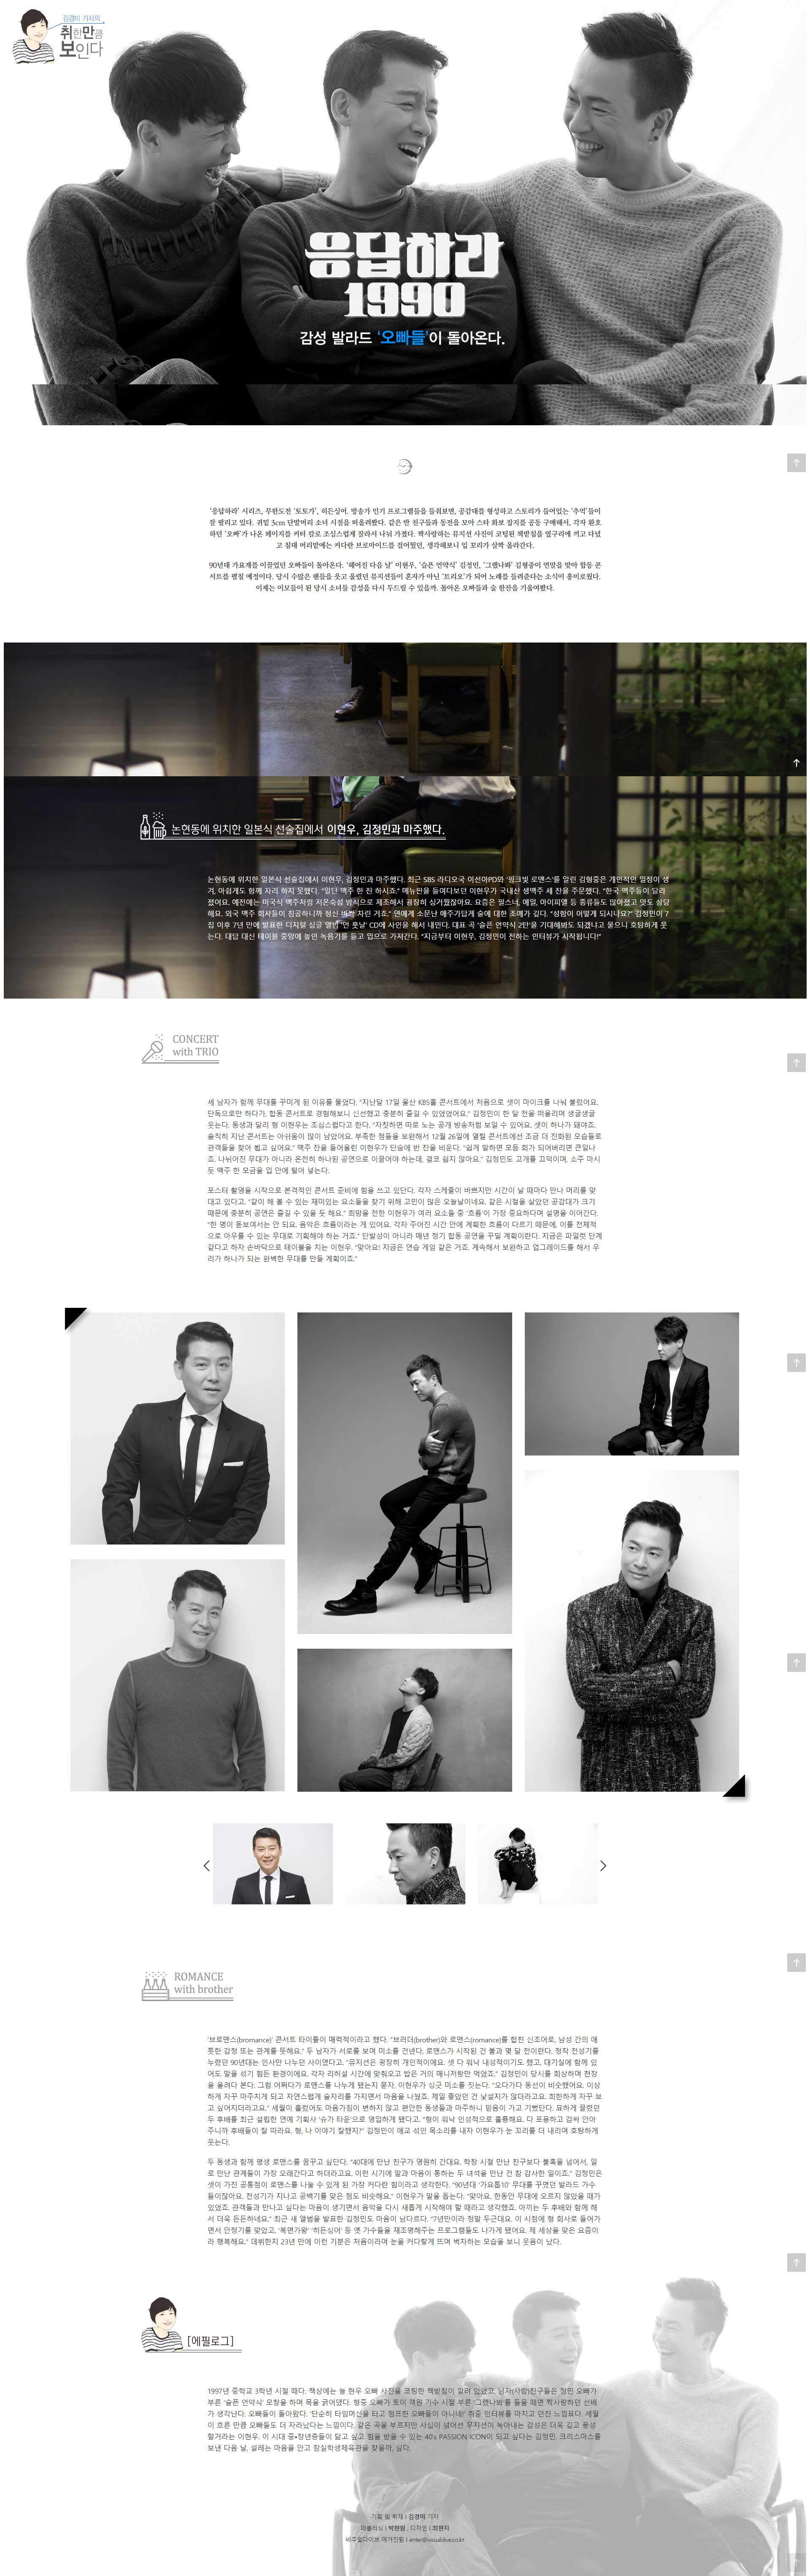 김경미 기자의
취한만큼
보인다
응답하라
1990
감성 발라드 '오빠들'이 돌아온다.
'응답하라' 시리즈, 무한도전 '토토가', 히든싱어. 방송가 인기 프로그램들을 들춰보면, 공감대를 형성하고 스토리가 들어있는 '추억'들이
잘 팔리고 있다. 귀밑 3cm 단발머리 소녀 시절을 떠올려봤다. 같은 반 친구들과 동전을 모아 스타 화보 잡지를 공동 구매해서, 각자 환호
하던 '오빠'가 나온 페이지를 커터 칼로 조심스럽게 잘라서 나눠 가졌다. 짝사랑하는 뮤지션 사진이 코팅된 책받침을 옆구리에 끼고 다녔
고 침대 머리맡에는 커다란 브로마이드를 걸어뒀던, 생각해보니 입 꼬리가 살짝 올라간다.
90년대 가요계를 이끌었던 오빠들이 돌아온다. '헤어진 다음 날' 이현우, '슬픈 언약식' 김정민, '그랬나봐' 김형중이 연말을 맞아 합동 콘
서트를 펼칠 예정이다. 당시 수많은 팬들을 웃고 울렸던 뮤지션들이 혼자가 아닌 '트리오'가 되어 노래를 들려준다는 소식이 흥미로웠다.
이제는 이모들이 된 당시 소녀들 감성을 다시 두드릴 수 있을까. 돌아온 오빠들과 술 한잔을 기울여봤다.
논현동에 위치한 일본식 선술집에서 이현우, 김정민과 마주했다.
논현동에 위치한 일본식 선술집에서 이현우, 김정민과 마주했다. 최근 SBS 라디오국 이선아PD와 '핑크빛 로맨스'를 알린 김형중은 개인적인 일정이 생
겨, 아쉽게도 함께 자리 하지 못했다. "일단 맥주 한 잔 하시죠" 메뉴판을 들여다보던 이현우가 국내산 생맥주 세 잔을 주문했다. "한국 맥주들이 달라
졌어요. 예전에는 미국식 맥주처럼 저온숙성 방식으로 제조해서 굉장히 싱거웠잖아요. 요즘은 필스너, 에일, 아이피엘 등 종류들도 많아졌고 맛도 상당
해요. 외국 맥주 회사들이 침공하니까 정신 바짝 차린 거죠." 연예계 소문난 애주가답게 술에 대한 조예가 깊다. "성함이 어떻게 되시나요?" 김정민이 7
집 이후 7년 만에 발표한 디지털 싱글 앨범 '먼 훗날' CD에 사인을 해서 내민다. 대표 곡 '슬픈 언약식 2탄'을 기대해봐도 되겠냐고 물으니 호탕하게 웃
는다. 대답 대신 테이블 중앙에 놓인 녹음기를 들고 입으로 가져간다. "지금부터 이현우, 김정민이 전하는 인터뷰가 시작됩니다!"
CONCERT
with TRIO
세 남자가 함께 무대를 꾸미게 된 이유를 물었다. "지난달 17일 울산 KBS홀 콘서트에서 처음으로 셋이 마이크를 나눠 불렀어요.
단독으로만 하다가, 합동 콘서트로 경험해보니 신선했고 충분히 즐길 수 있었었어요." 김정민이 한 달 전을 떠올리며 생글생글
웃는다. 동생과 달리 형 이현우는 조심스럽다고 한다. "자칫하면 따로 노는 공개 방송처럼 보일 수 있어요. 셋이 하나가 돼야죠.
솔직히 지난 콘서트는 아쉬움이 많이 남았어요. 부족한 점들을 보완해서 12월 26일에 열릴 콘서트에선 조금 더 진화된 모습들로
관객들을 찾아 뵙고 싶어요." 맥주 잔을 들어올린 이현우가 단숨에 반 잔을 비운다. "쉽게 말하면 모듬 회가 되어버리면 큰일나
죠. 나뉘어진 무대가 아니라 온전히 하나된 공연으로 이끌어야 하는데, 결코 쉽지 않아요." 김정민도 고개를 끄덕이며, 소주 마시
듯 맥주 한 모금을 입 안에 털어 넣는다.
포스터 촬영을 시작으로 본격적인 콘서트 준비에 힘을 쓰고 있단다. 각자 스케줄이 바쁘지만 시간이 날 때마다 만나 머리를 맞
대고 있다고. "같이 해 볼 수 있는 재미있는 요소들을 찾기 위해 고민이 많은 오늘날이네요. 같은 시절을 살았던 공감대가 크기
때문에 충분히 공연은 즐길 수 있을 듯 해요." 희망을 전한 이현우가 여러 요소들 중 '흐름'이 가장 중요하다며 설명을 이어간다.
"한 명이 돋보여서는 안 되요. 음악은 흐름이라는 게 있어요. 각자 주어진 시간 안에 계획한 흐름이 다르기 때문에, 이를 전체적
으로 아우를 수 있는 무대로 기획해야 하는 거죠." 단발성이 아니라 매년 정기 합동 공연을 꾸밀 계획이란다. 지금은 파일럿 단계
같다고 하자 손바닥으로 테이블을 치는 이현우. "맞아요! 지금은 연습 게임 같은 거죠. 계속해서 보완하고 업그레이드를 해서 우
리가 하나가 되는 완벽한 무대를 만들 계획이죠."
ROMANCE
with brother
'브로맨스(bromance)' 콘서트 타이틀이 매력적이라고 했다. "브러더(brother)와 로맨스(romance)를 합친 신조어로, 남성 간의 애
틋한 감정 또는 관계를 뜻해요." 두 남자가 서로를 보며 미소를 건넨다. 로맨스가 시작된 건 불과 몇 달 전이란다. 정작 전성기를
누렸던 90년대는 인사만 나누던 사이였다고. "뮤지션은 굉장히 개인적이에요. 셋 다 워낙 내성적이기도 했고, 대기실에 함께 있
어도 말을 섞기 힘든 환경이에요. 각자 리허설 시간에 맞춰오고 밥은 거의 매니저랑만 먹었죠." 김정민이 당시를 회상하며 천장
을 올려다 본다. 그럼 어쩌다가 로맨스를 나누게 됐는지 묻자, 이현우가 싱긋 미소를 짓는다. "오다가다 동선이 비슷했어요. 이상
하게 자꾸 마주치게 되고 자연스럽게 술자리를 가지면서 마음을 나눴죠. 제일 좋았던 건 낯설지가 않더라고요. 희한하게 자꾸 보
고 싶어지더라고요." 세월이 흘렀어도 마음가짐이 변하지 않고 편안한 동생들과 마주하니 믿음이 가고 기뻤단다. 묘하게 끌렸던
두 후배를 최근 설립한 연예 기획사 '슈가 타운'으로 영입하게 됐다고. "형이 워낙 인성적으로 훌륭해요. 다 포용하고 감싸 안아
주니까 후배들이 잘 따라요. 형, 나 이야기 잘했지?" 김정민이 애교 섞인 목소리를 내자 이현우가 눈 꼬리를 더 내리며 호탕하게
웃는다.
두 동생과 함께 평생 로맨스를 꿈꾸고 싶단다. "40대에 만난 친구가 영원히 간대요. 학창 시절 만난 친구보다 불혹을 넘어서, 일
로 만난 관계들이 가장 오래간다고 하더라고요. 이런 시기에 말과 마음이 통하는 두 녀석을 만난 건 참 감사한 일이죠." 김정민은
셋이 가진 공통점이 로맨스를 나눌 수 있게 된 가장 커다란 힘이라고 생각한다. "90년대 '가요톱10' 무대를 꾸몄던 발라드 가수
들이잖아요. 전성기가 지나고 공백기를 맞은 점도 비슷해요." 이현우가 말을 돕는다. "맞아요. 한동안 무대에 오르지 않았을 때가
있었죠. 관객들과 만나고 싶다는 마음이 생기면서 음악을 다시 새롭게 시작해야 할 때라고 생각했죠. 아끼는 두 후배와 함께 해
서 더욱 든든하네요." 최근 새 앨범을 발표한 김정민도 마음이 남다르다. "7년만이라 정말 두근대요. 이 시점에 형 회사로 들어가
면서 안정기를 맞았고, '복면가왕' '히든싱어' 등 옛 가수들을 재조명해주는 프로그램들도 나가게 됐어요. 제 세상을 맞은 요즘이
라 행복해요." 데뷔한지 23년 만에 이런 기분은 처음이라며 눈을 커다랗게 뜨며 벅차하는 모습을 보니 웃음이 났다.
[에필로그]
1997년 중학교 3학년 시절 때다. 책상에는 늘 현우 오빠 사진을 코팅한 책받침이 깔려 있었고, 남자(사람)친구들은 정민 오빠가
부른 '슬픈 언약식' 모창을 하며 목을 긁어댔다. 형중 오빠가 토이 객원 가수 시절 부른 '그랬나봐'를 들을 때면 짝사랑하던 선배
가 생각난다. 오빠들이 돌아왔다. '단순히 타임머신을 타고 점프한 오빠들이 아니네!' 취중 인터뷰를 마치고 던진 느낌표다. 세월
이 흐른 만큼 오빠들도 더 자라났다는 느낌이다. 같은 곡을 부르지만 사십이 넘어선 뮤지션이 녹아내는 감성은 더욱 깊고 풍성
할거라는 이현우. 이 시대 중•장년층들이 닮고 싶고 힘을 받을 수 있는 40's PASSION ICON이 되고 싶다는 김정민. 크리스마스를
보낸 다음 날, 설레는 마음을 안고 잠실학생체육관을 찾을까, 싶다.
기획 및 취재 I 김경미 기자
퍼블리싱 I 박현원 , 디자인 I 최현지
비주얼다이브 매거진팀 I enter@visualdive.co.kr